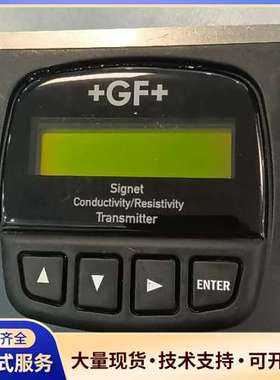 +GF+
Signet
Conductivity/Resistivity
Transmitter
ENTER
齐全
式服务
大量现货·技术支持·可开